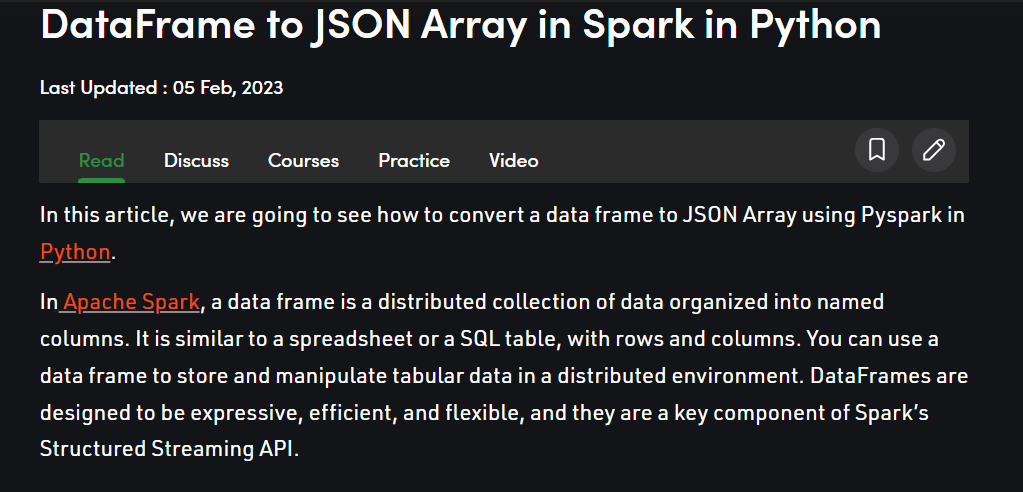 DataFrame to JSON Array in Spark in Python
Last Updated : 05 Feb, 2023
Read Discuss Courses Practice Video
In this article, we are going to see how to convert a data frame to JSON Array using Pyspark in
Python.
In Apache Spark, a data frame is a distributed collection of data organized into named
columns. It is similar to a spreadsheet or a SQL table, with rows and columns. You can use a
data frame to store and manipulate tabular data in a distributed environment. DataFrames are
designed to be expressive, efficient, and flexible, and they are a key component of Spark’s
Structured Streaming API.